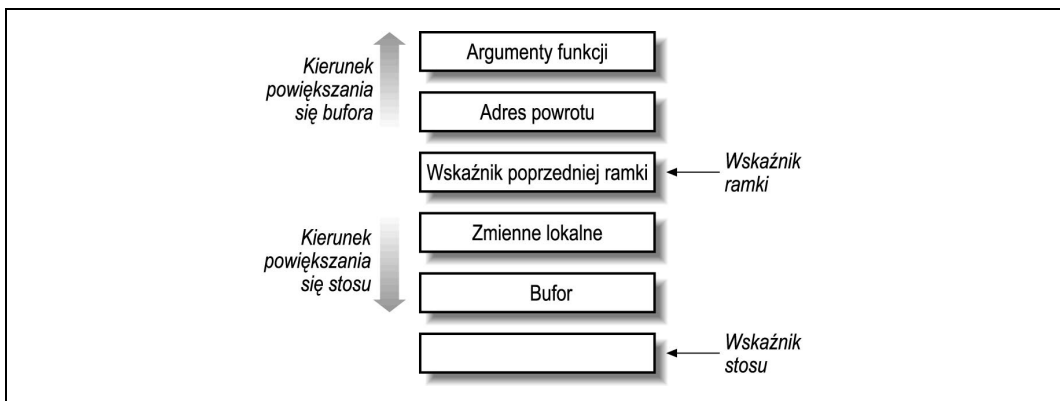 Argumenty funkcji
Kierunek
powiększania
się bufora
Adres powrotu
Wskaźnik poprzedniej ramki
Wskaźnik
ramki
Zmienne lokalne
Kierunek
powiększania
się stosu
Bufor
Wskaźnik
stosu